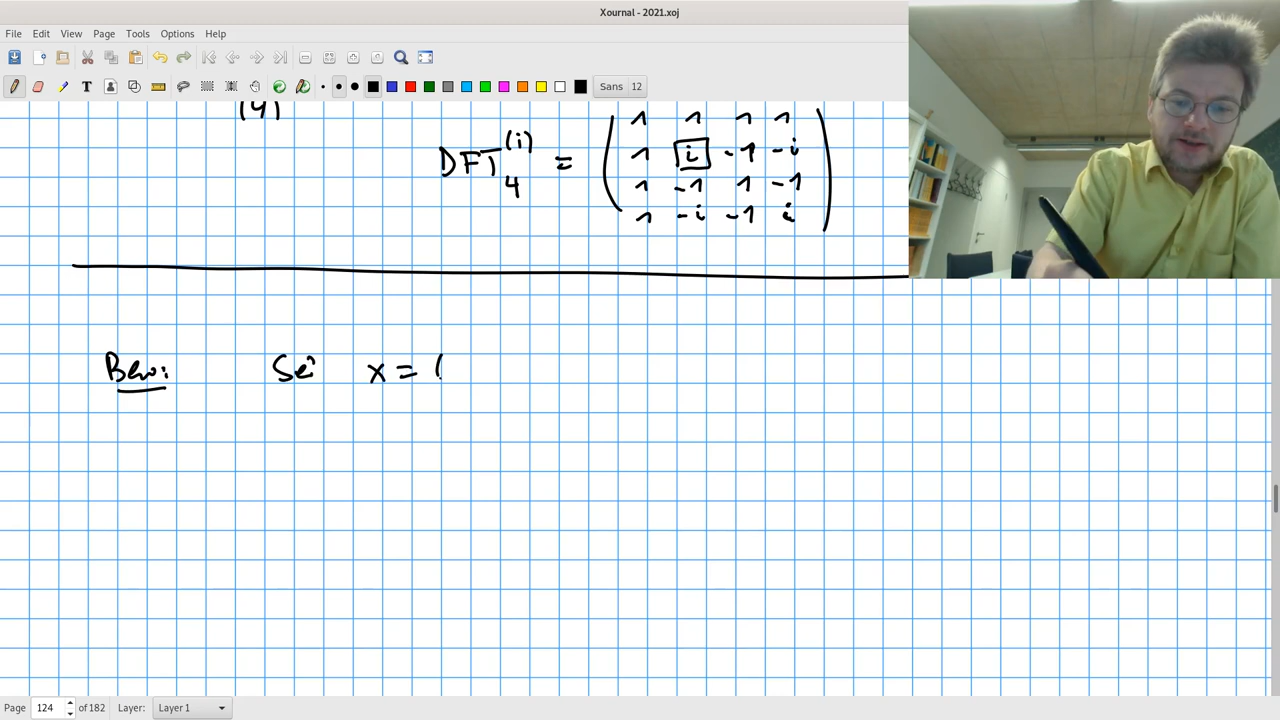 Xournal - 2021.xoj
File Edit View Page Tools Options Help
T Sans 12
(4)
DFT₄⁽ⁱ⁾ = ( 1 1 1 1
1 i -1 -i
1 -1 1 -1
1 -i -1 i )
Bew: Sei x = (
Page 124 of 182 Layer: Layer 1